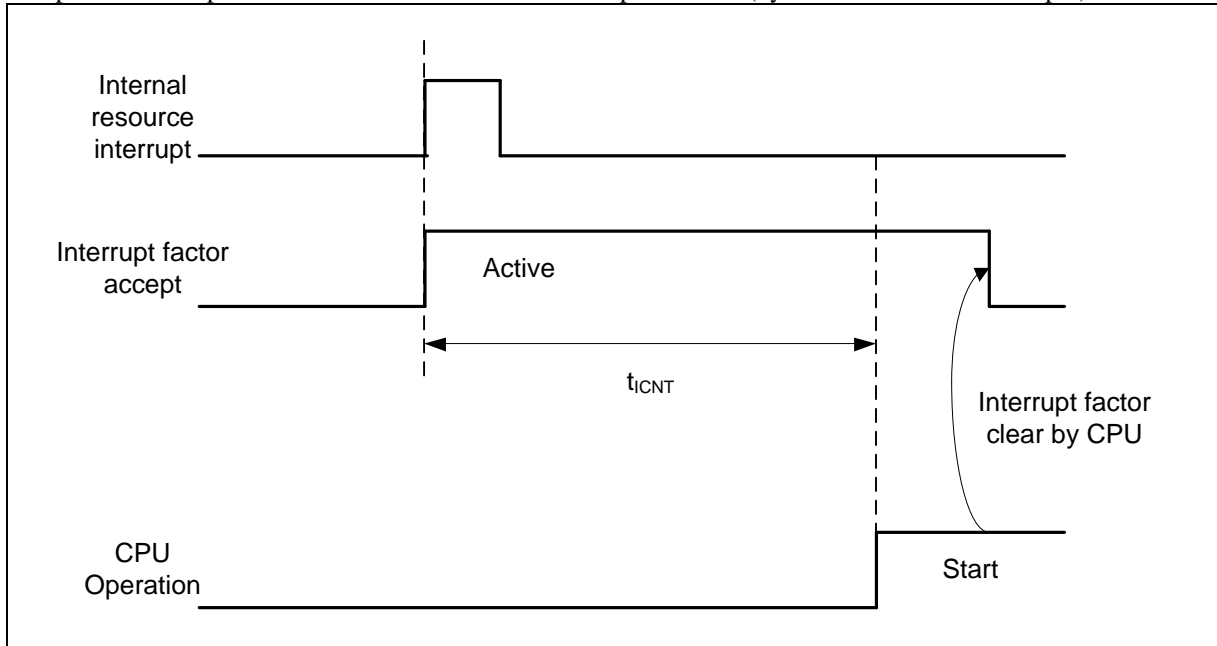 Internal
resource
interrupt
Interrupt factor
accept
Active
tICNT
Interrupt factor
clear by CPU
CPU
Operation
Start